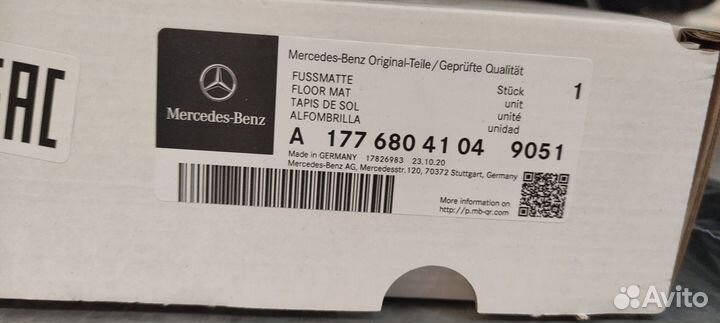 EAC
Mercedes-Benz
Mercedes-Benz Original-Teile/Geprüfte Qualität
FUSSMATTE Stück 1
FLOOR MAT unit
TAPIS DE SOL unité
ALFOMBRILLA unidad
A 177 680 41 04 9051
Made in GERMANY 17826983 23.10.20
Mercedes-Benz AG, Mercedesstr.120, 70372 Stuttgart, Germany
More information on
http://p.mb-qr.com
Avito